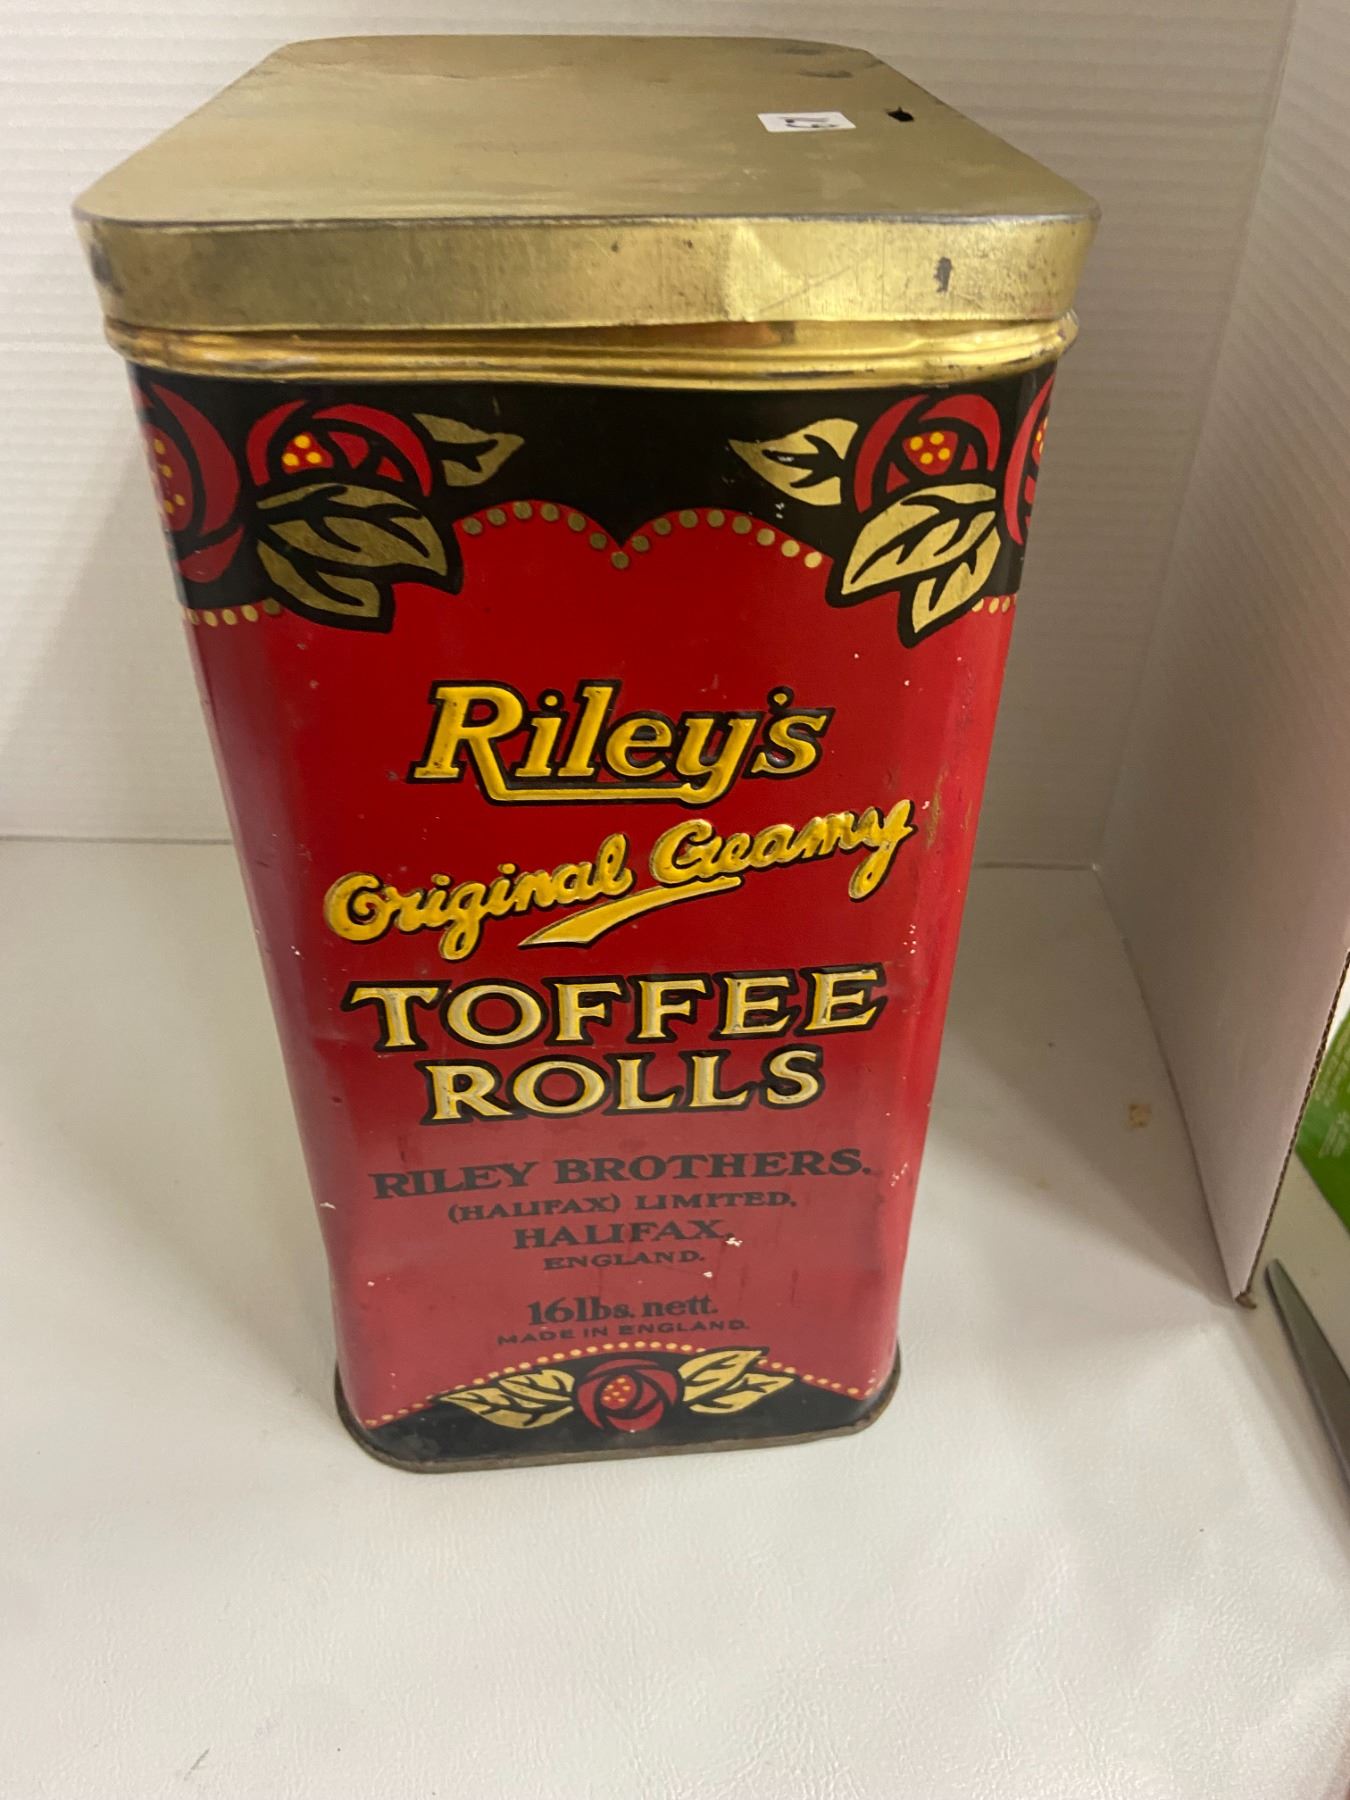 Riley's
Original Creamy
TOFFEE
ROLLS
RILEY BROTHERS.
(HALIFAX) LIMITED,
HALIFAX,
ENGLAND.
16lbs. nett.
MADE IN ENGLAND.